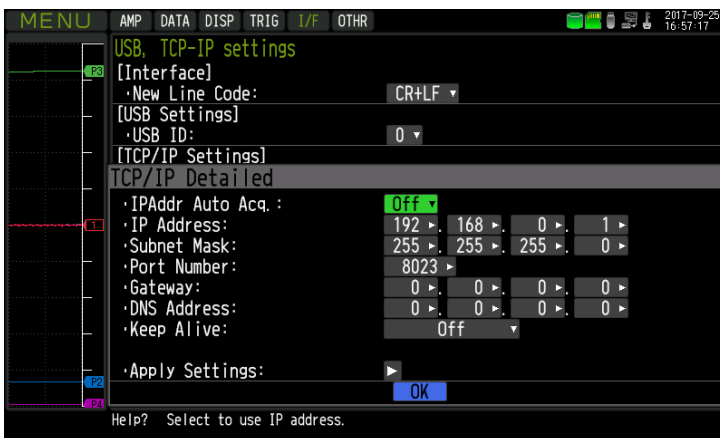 MENU AMP DATA DISP TRIG I/F OTHR 2017-09-25
16:57:17
USB, TCP-IP settings
[Interface]
P3
·New Line Code: CR+LF
[USB Settings]
·USB ID: 0
[TCP/IP Settings]
TCP/IP Detailed
·IPAddr Auto Acq.: Off
1
·IP Address: 192 . 168 . 0 . 1
·Subnet Mask: 255 . 255 . 255 . 0
·Port Number: 8023
·Gateway: 0 . 0 . 0 . 0
·DNS Address: 0 . 0 . 0 . 0
·Keep Alive: Off
·Apply Settings:
P2
OK
P4
Help? Select to use IP address.